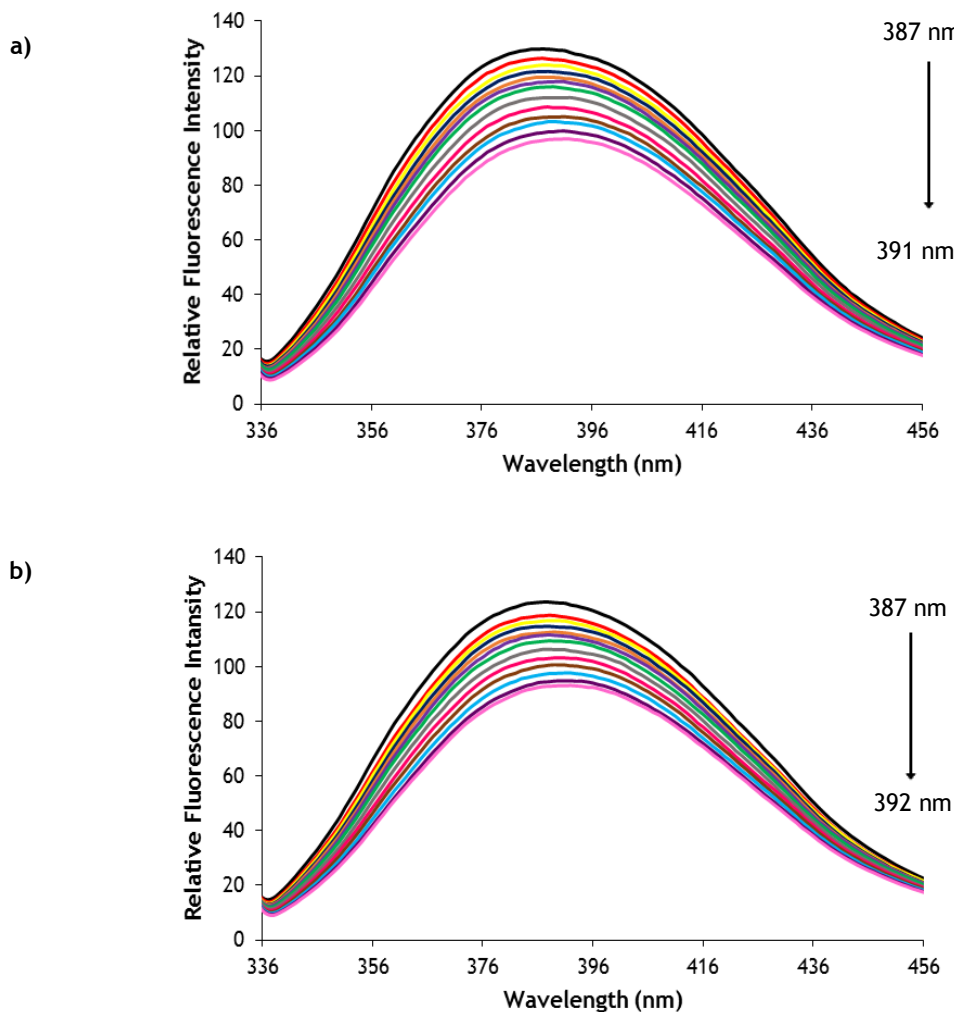 a)
387 nm
391 nm
Relative Fluorescence Intensity
140
120
100
80
60
40
20
0
336 356 376 396 416 436 456
Wavelength (nm)
b)
387 nm
392 nm
Relative Fluorescence Intansity
140
120
100
80
60
40
20
0
336 356 376 396 416 436 456
Wavelength (nm)